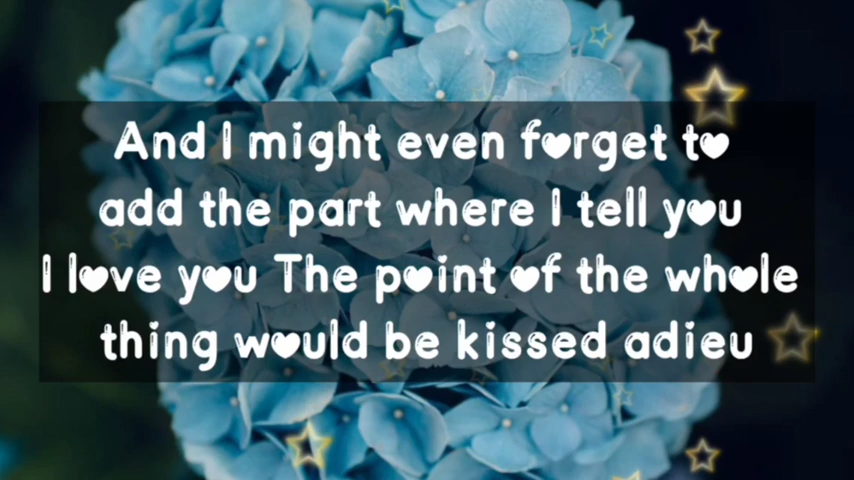 And I might even forget to
add the part where I tell you
I love you The point of the whole
thing would be kissed adieu